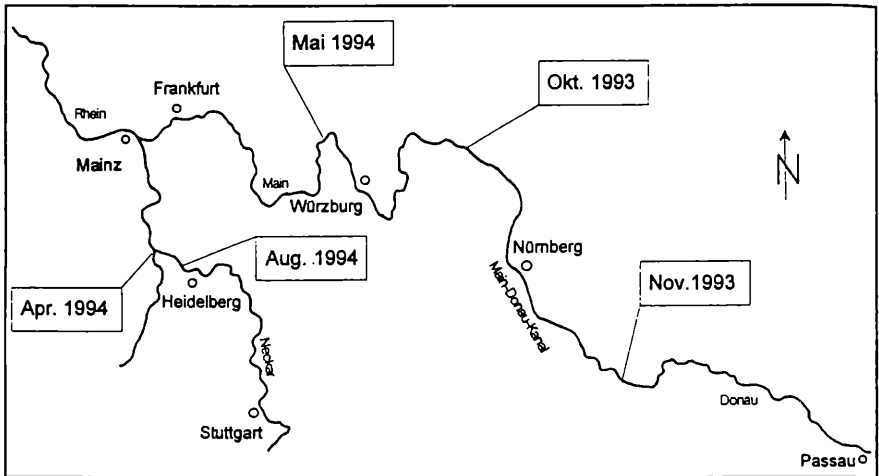 Mai 1994
Frankfurt
Okt. 1993
Rhein
Mainz
Main
Würzburg
N
Nürnberg
Aug. 1994
Nov.1993
Apr. 1994
Heidelberg
Main-Donau-Kanal
Neckar
Donau
Stuttgart
Passau